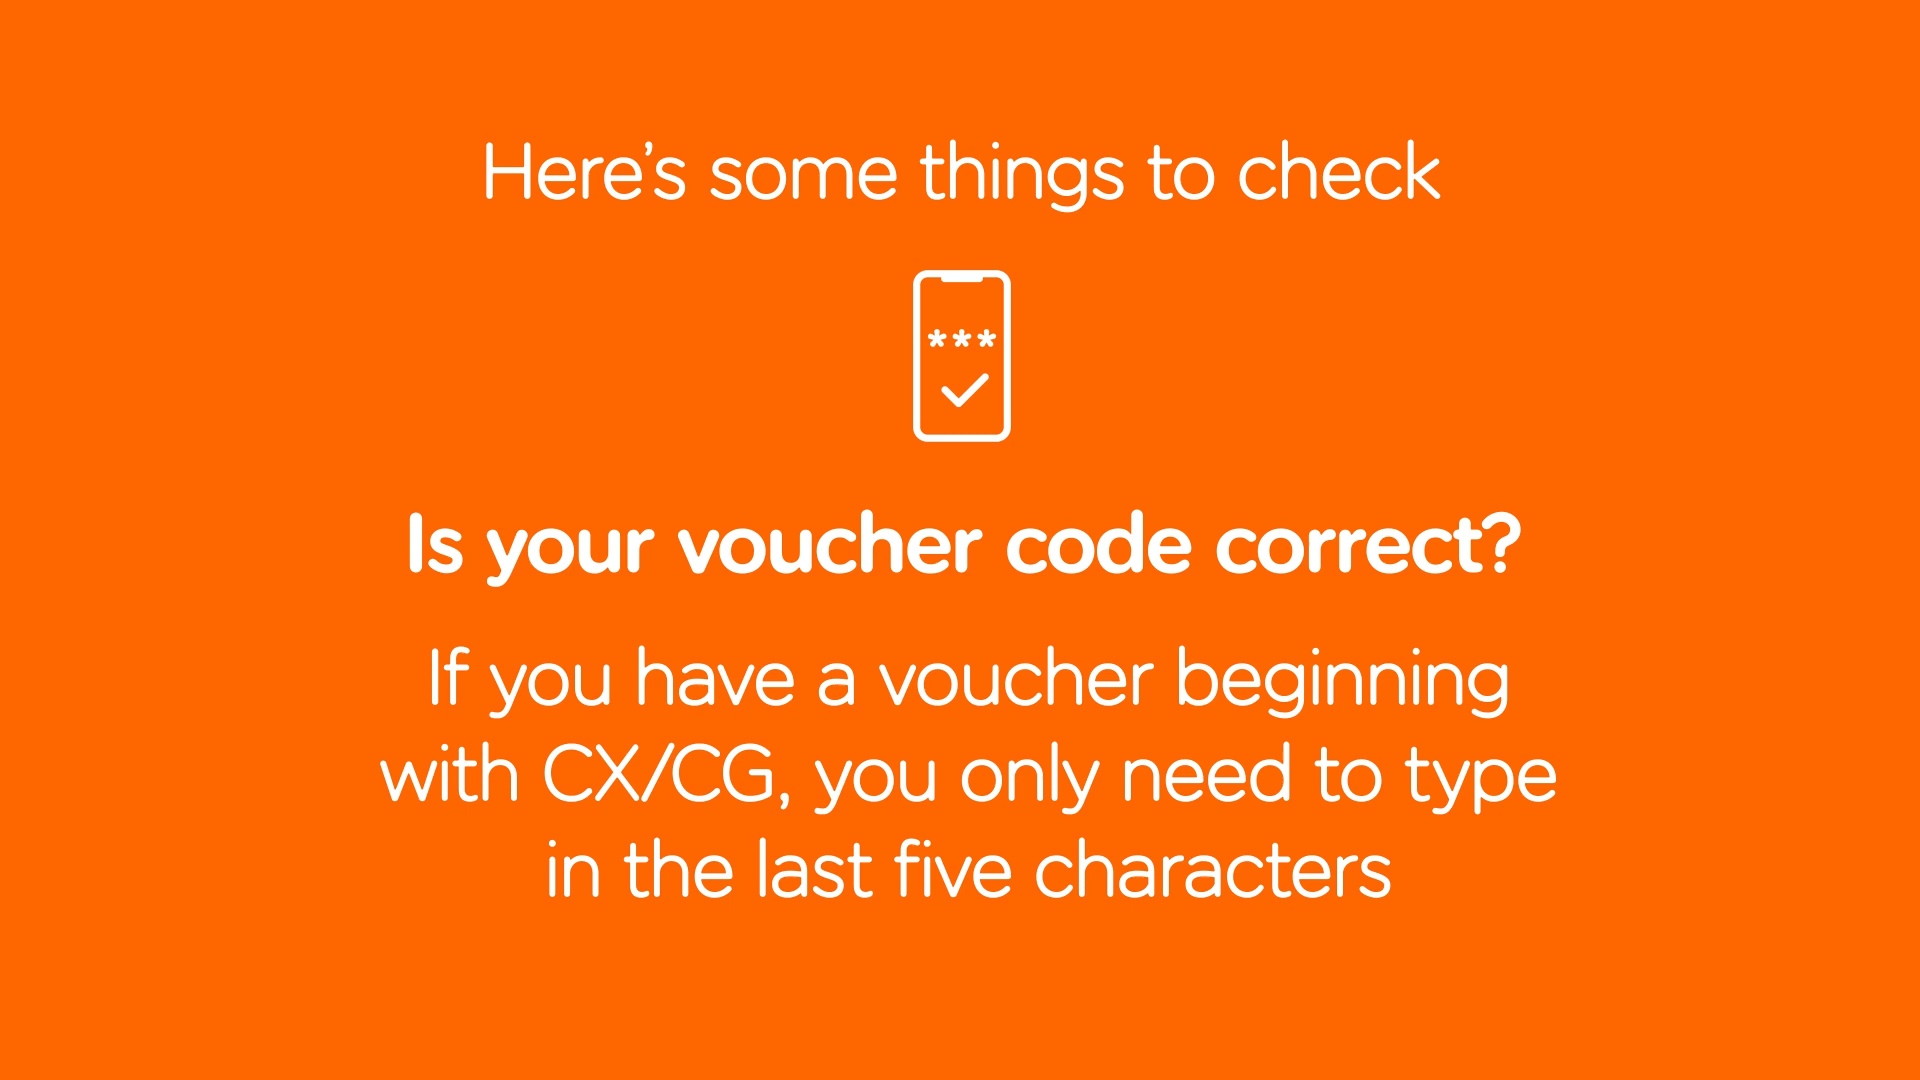 Here’s some things to check
***
Is your voucher code correct?
If you have a voucher beginning
with CX/CG, you only need to type
in the last five characters